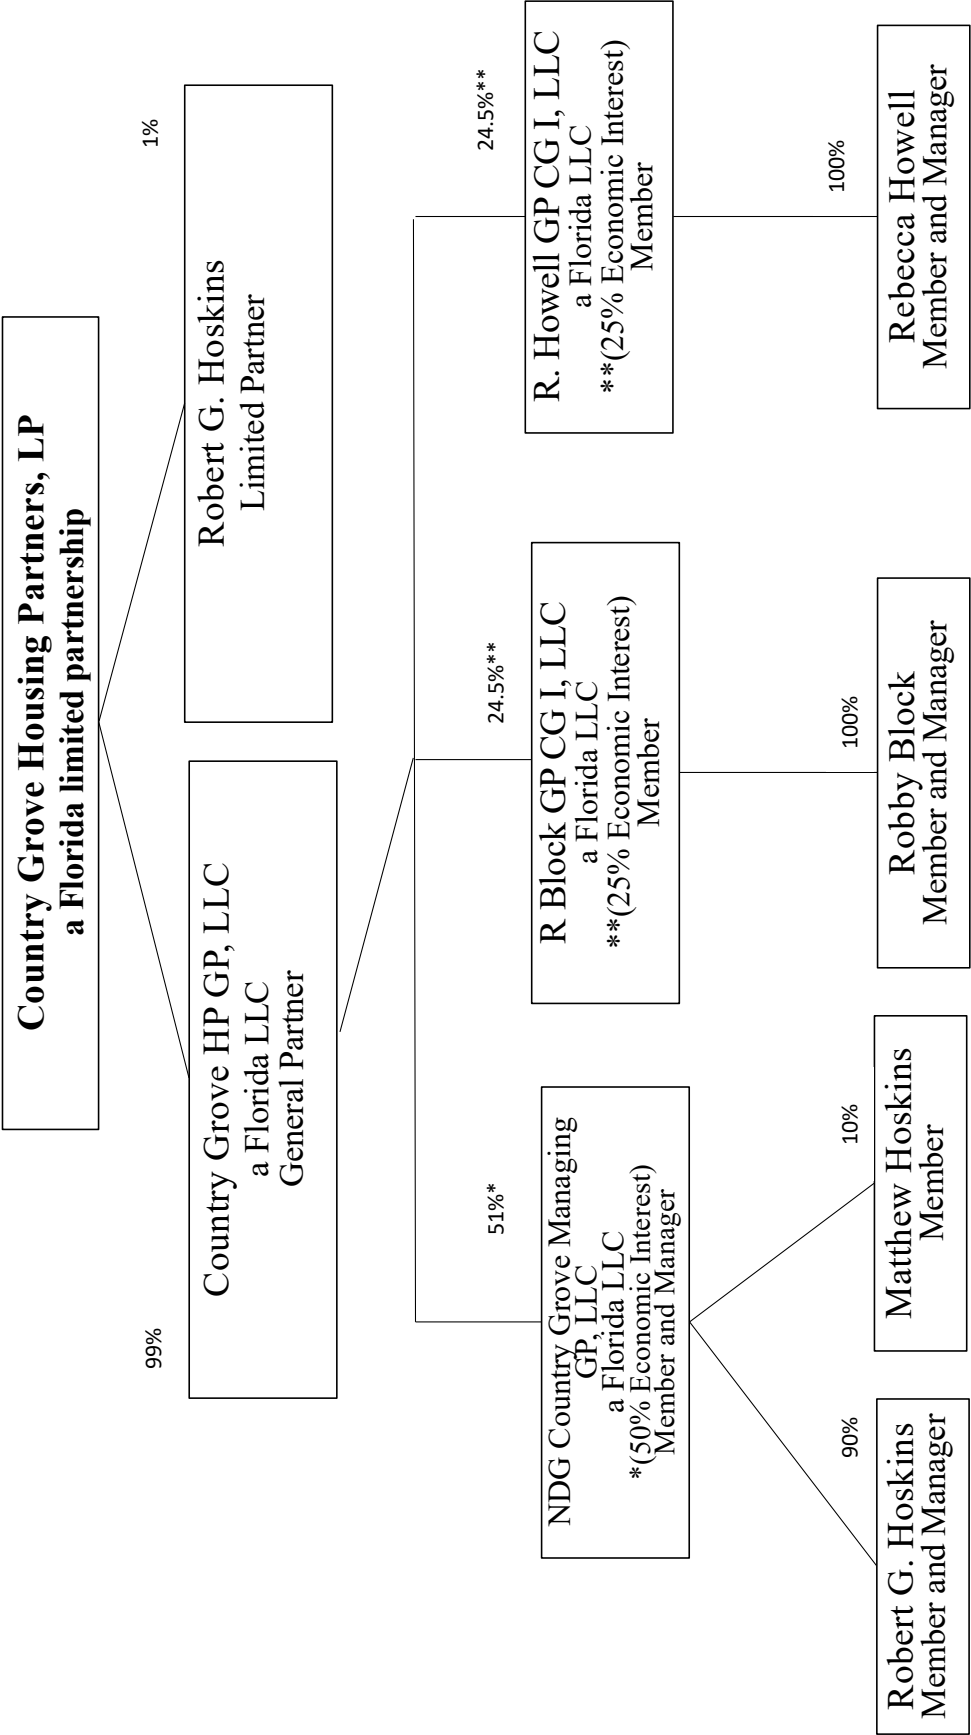 Country Grove Housing Partners, LP
a Florida limited partnership
99%
1%
Country Grove HP GP, LLC
a Florida LLC
General Partner
Robert G. Hoskins
Limited Partner
51%*
24.5%**
24.5%**
NDG Country Grove Managing
GP, LLC
a Florida LLC
*(50% Economic Interest)
Member and Manager
R Block GP CG I, LLC
a Florida LLC
**(25% Economic Interest)
Member
R. Howell GP CG I, LLC
a Florida LLC
**(25% Economic Interest)
Member
90%
10%
100%
100%
Robert G. Hoskins
Member and Manager
Matthew Hoskins
Member
Robby Block
Member and Manager
Rebecca Howell
Member and Manager